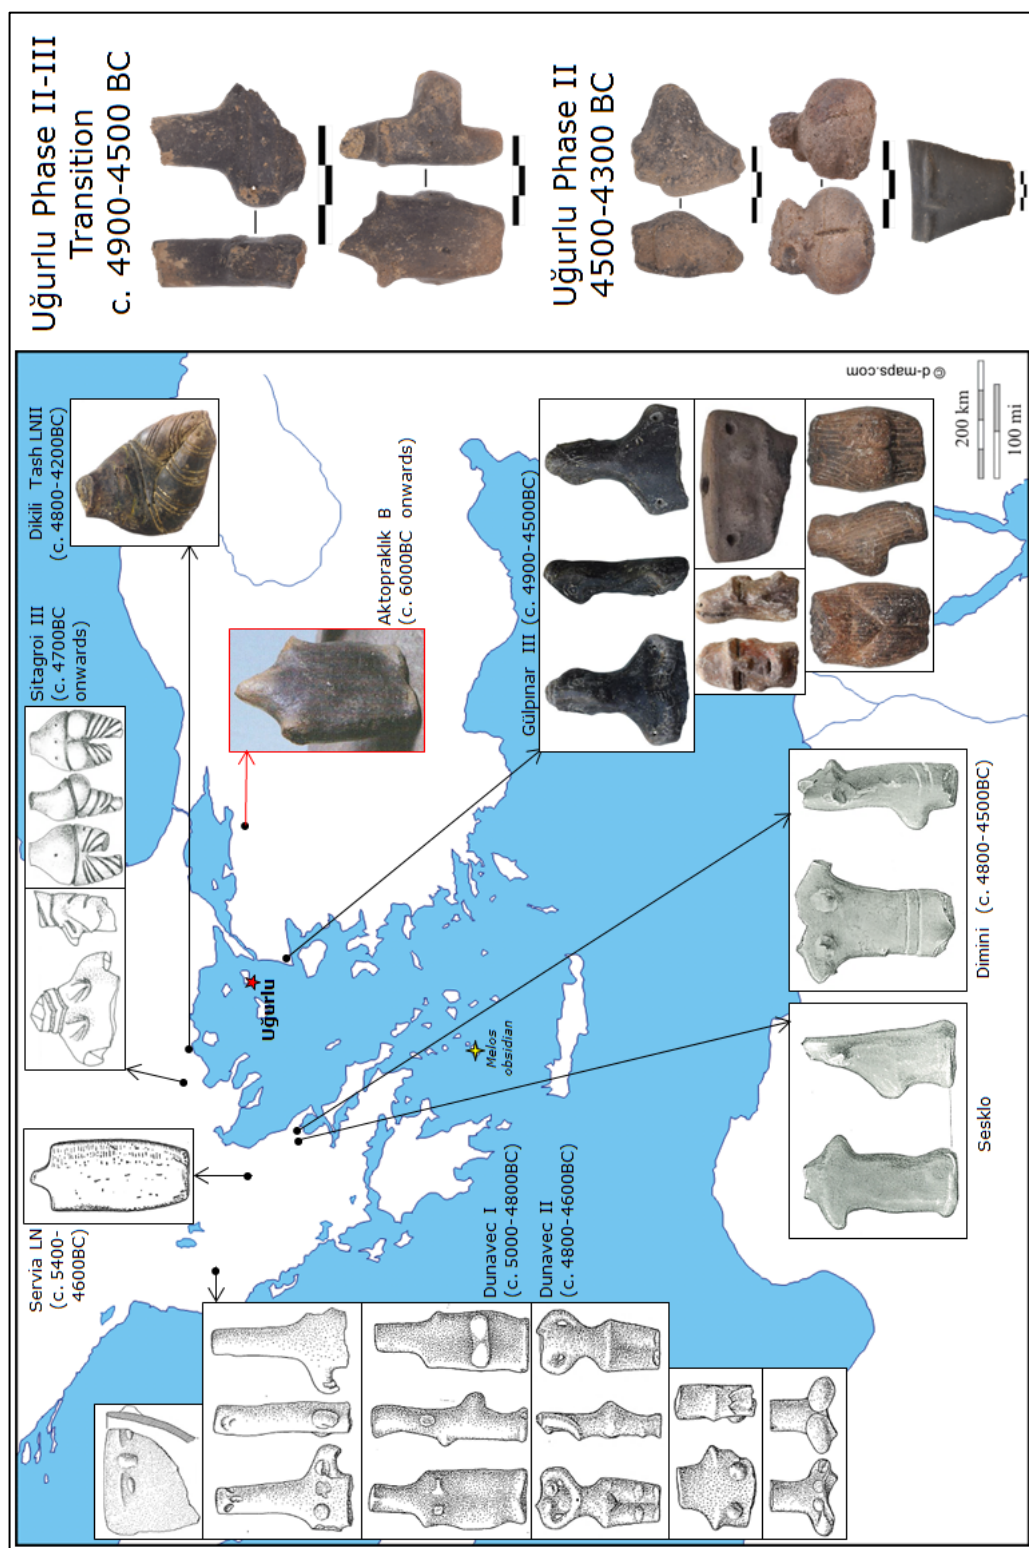 Uğurlu Phase II-III
Transition
c. 4900-4500 BC
Uğurlu Phase II
4500-4300 BC
Servia LN
(c. 5400-
4600BC)
Sitagroi III
(c. 4700BC
onwards)
Dikili Tash LNII
(c. 4800-4200BC)
Aktopraklık B
(c. 6000BC onwards)
Uğurlu
Melos
obsidian
Gülpınar III (c. 4900-4500BC)
Dunavec I
(c. 5000-4800BC)
Dunavec II
(c. 4800-4600BC)
Sesklo
Dimini (c. 4800-4500BC)
© d-maps.com
200 km
100 mi